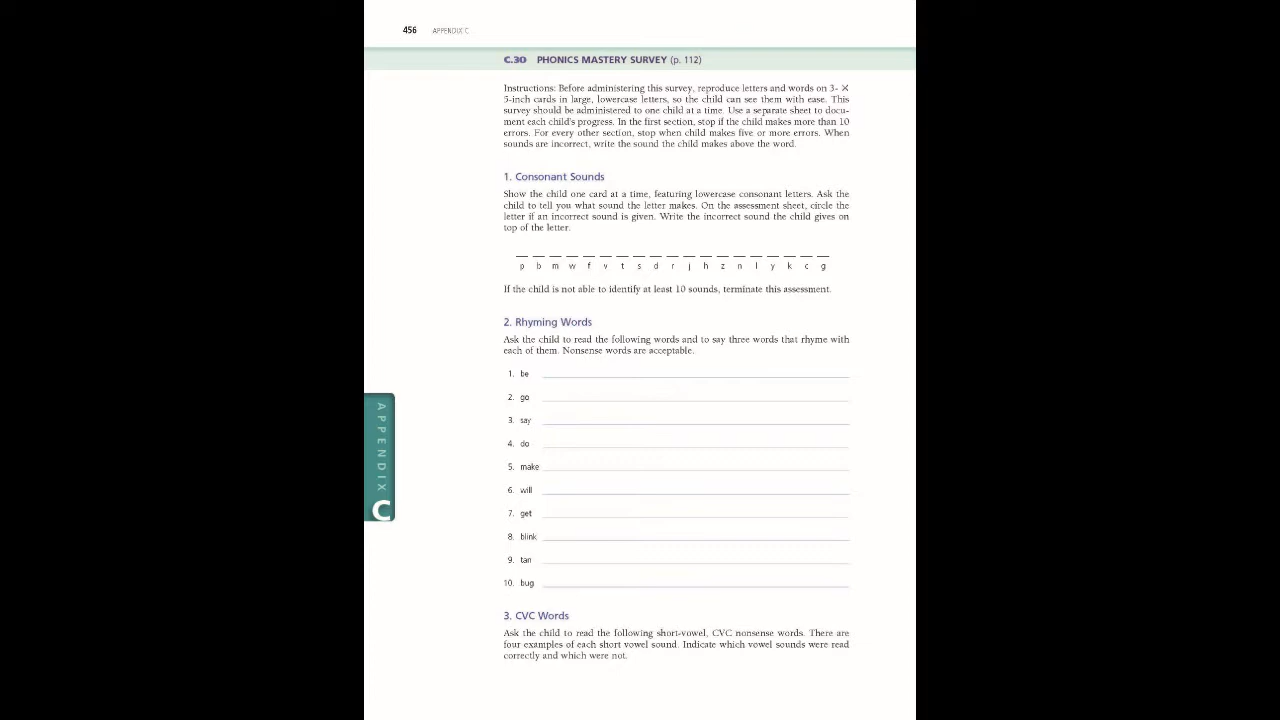 456 APPENDIX C
C.30 PHONICS MASTERY SURVEY (p. 112)
Instructions: Before administering this survey, reproduce letters and words on 3- ×
5-inch cards in large, lowercase letters, so the child can see them with ease. This
survey should be administered to one child at a time. Use a separate sheet to docu-
ment each child's progress. In the first section, stop if the child makes more than 10
errors. For every other section, stop when child makes five or more errors. When
sounds are incorrect, write the sound the child makes above the word.
1. Consonant Sounds
Show the child one card at a time, featuring lowercase consonant letters. Ask the
child to tell you what sound the letter makes. On the assessment sheet, circle the
letter if an incorrect sound is given. Write the incorrect sound the child gives on
top of the letter.
p b m w f v t s d r j h z n l y k c g
If the child is not able to identify at least 10 sounds, terminate this assessment.
2. Rhyming Words
Ask the child to read the following words and to say three words that rhyme with
each of them. Nonsense words are acceptable.
1. be
2. go
3. say
4. do
5. make
6. will
7. get
8. blink
9. tan
10. bug
3. CVC Words
Ask the child to read the following short-vowel, CVC nonsense words. There are
four examples of each short vowel sound. Indicate which vowel sounds were read
correctly and which were not.
APPENDIX
C